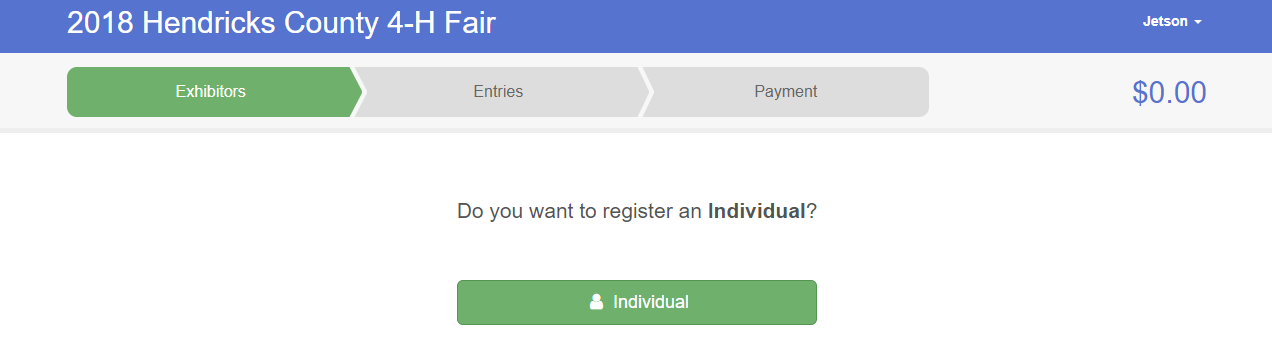 2018 Hendricks County 4-H Fair
Jetson
Exhibitors
Entries
Payment
$0.00
Do you want to register an Individual?
Individual